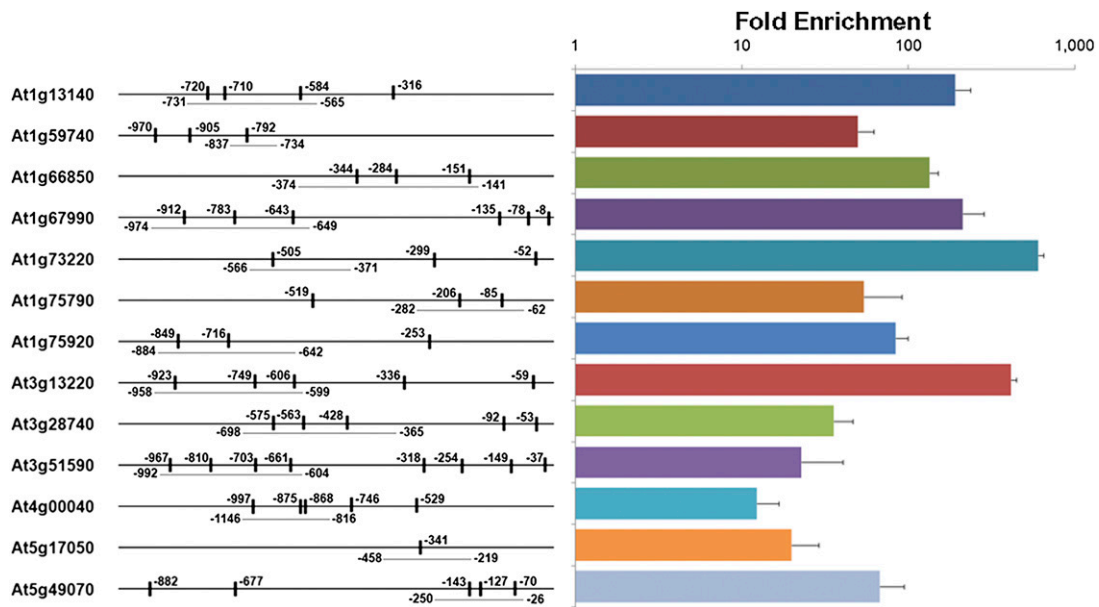 Fold Enrichment
1 10 100 1,000
At1g13140 -720 -710 -584 -316
-731 -565
At1g59740 -970 -905 -792
-837 -734
At1g66850 -344 -284 -151
-374 -141
At1g67990 -912 -783 -643 -135 -78 -8
-974 -649
At1g73220 -505 -299 -52
-566 -371
At1g75790 -519 -206 -85
-282 -62
At1g75920 -849 -716 -253
-884 -642
At3g13220 -923 -749 -606 -336 -59
-958 -599
At3g28740 -575 -563 -428 -92 -53
-698 -365
At3g51590 -967 -810 -703 -661 -318 -254 -149 -37
-992 -604
At4g00040 -997 -875 -868 -746 -529
-1146 -816
At5g17050 -341
-458 -219
At5g49070 -882 -677 -143 -127 -70
-250 -26